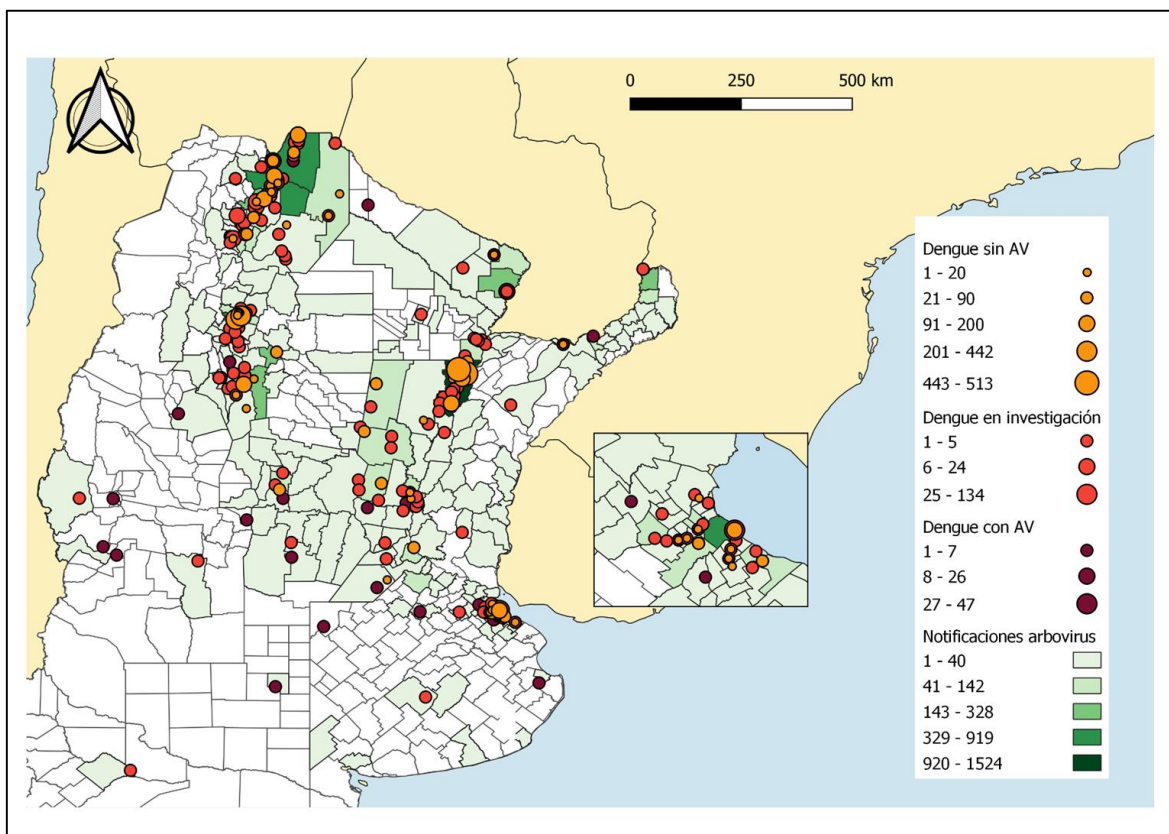 0 250 500 km
Dengue sin AV
1 - 20
21 - 90
91 - 200
201 - 442
443 - 513
Dengue en investigación
1 - 5
6 - 24
25 - 134
Dengue con AV
1 - 7
8 - 26
27 - 47
Notificaciones arbovirus
1 - 40
41 - 142
143 - 328
329 - 919
920 - 1524